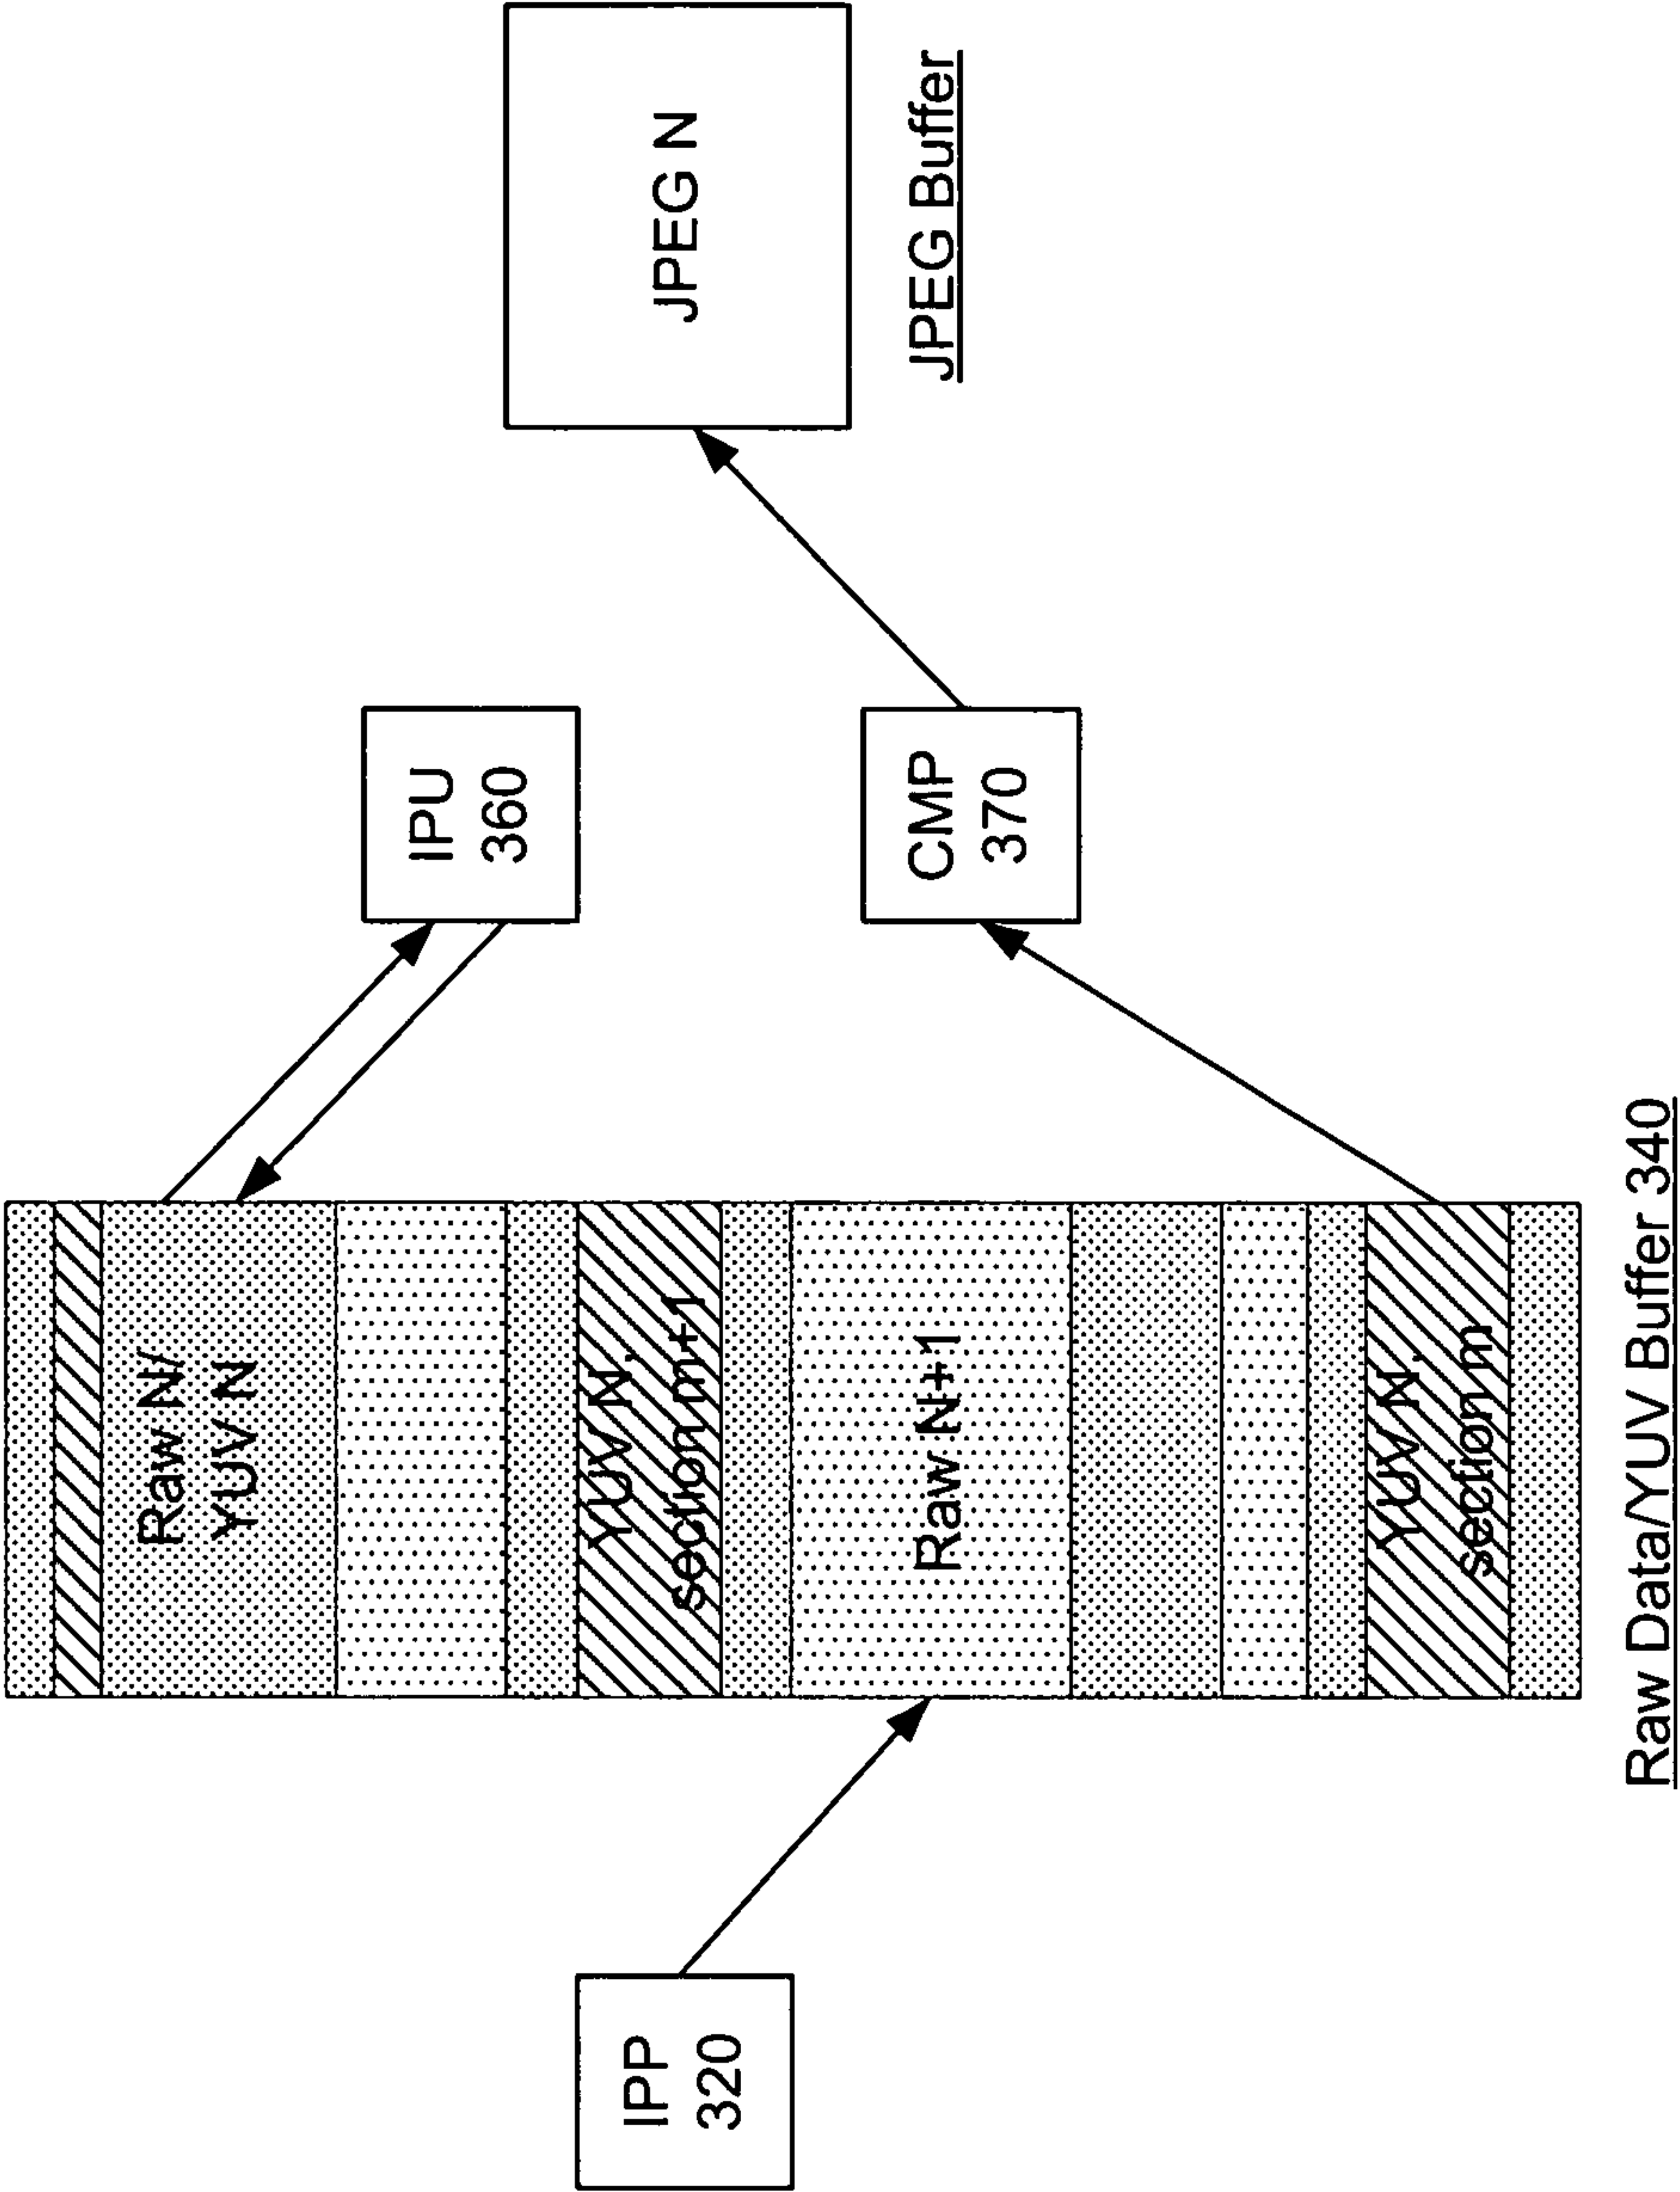 IPP
320
Raw N/
YUV N
YUV M,
section m+1
Raw N+1
YUV M,
section m
Raw Data/YUV Buffer 340
IPU
360
CMP
370
JPEG N
JPEG Buffer